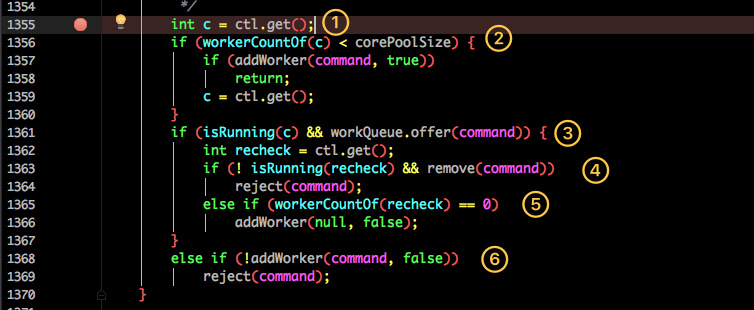 1354 */
1355 int c = ctl.get(); 1
1356 if (workerCountOf(c) < corePoolSize) { 2
1357 if (addWorker(command, true))
1358 return;
1359 c = ctl.get();
1360 }
1361 if (isRunning(c) && workQueue.offer(command)) { 3
1362 int recheck = ctl.get();
1363 if (! isRunning(recheck) && remove(command)) 4
1364 reject(command);
1365 else if (workerCountOf(recheck) == 0) 5
1366 addWorker(null, false);
1367 }
1368 else if (!addWorker(command, false)) 6
1369 reject(command);
1370 }